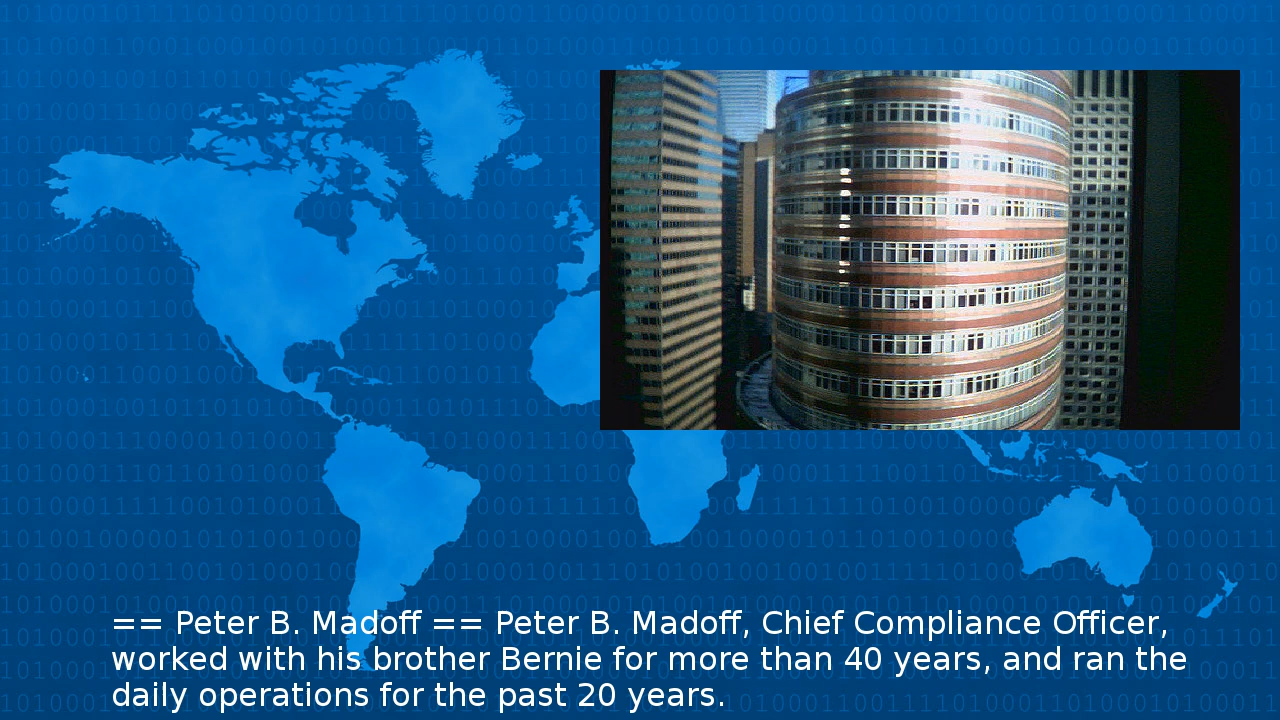 == Peter B. Madoff == Peter B. Madoff, Chief Compliance Officer,
worked with his brother Bernie for more than 40 years, and ran the
daily operations for the past 20 years.